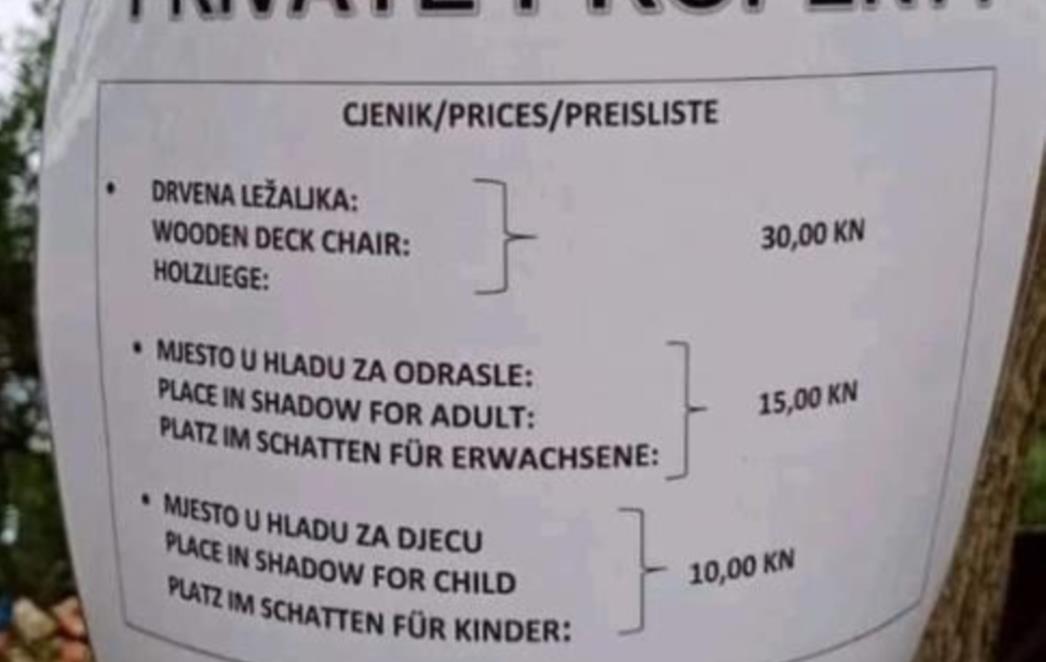 PRIVATE PROPERTY
CJENIK/PRICES/PREISLISTE
• DRVENA LEŽALJKA:
WOODEN DECK CHAIR:
HOLZLIEGE:
30,00 KN
• MJESTO U HLADU ZA ODRASLE:
PLACE IN SHADOW FOR ADULT:
PLATZ IM SCHATTEN FÜR ERWACHSENE:
15,00 KN
• MJESTO U HLADU ZA DJECU
PLACE IN SHADOW FOR CHILD
PLATZ IM SCHATTEN FÜR KINDER:
10,00 KN